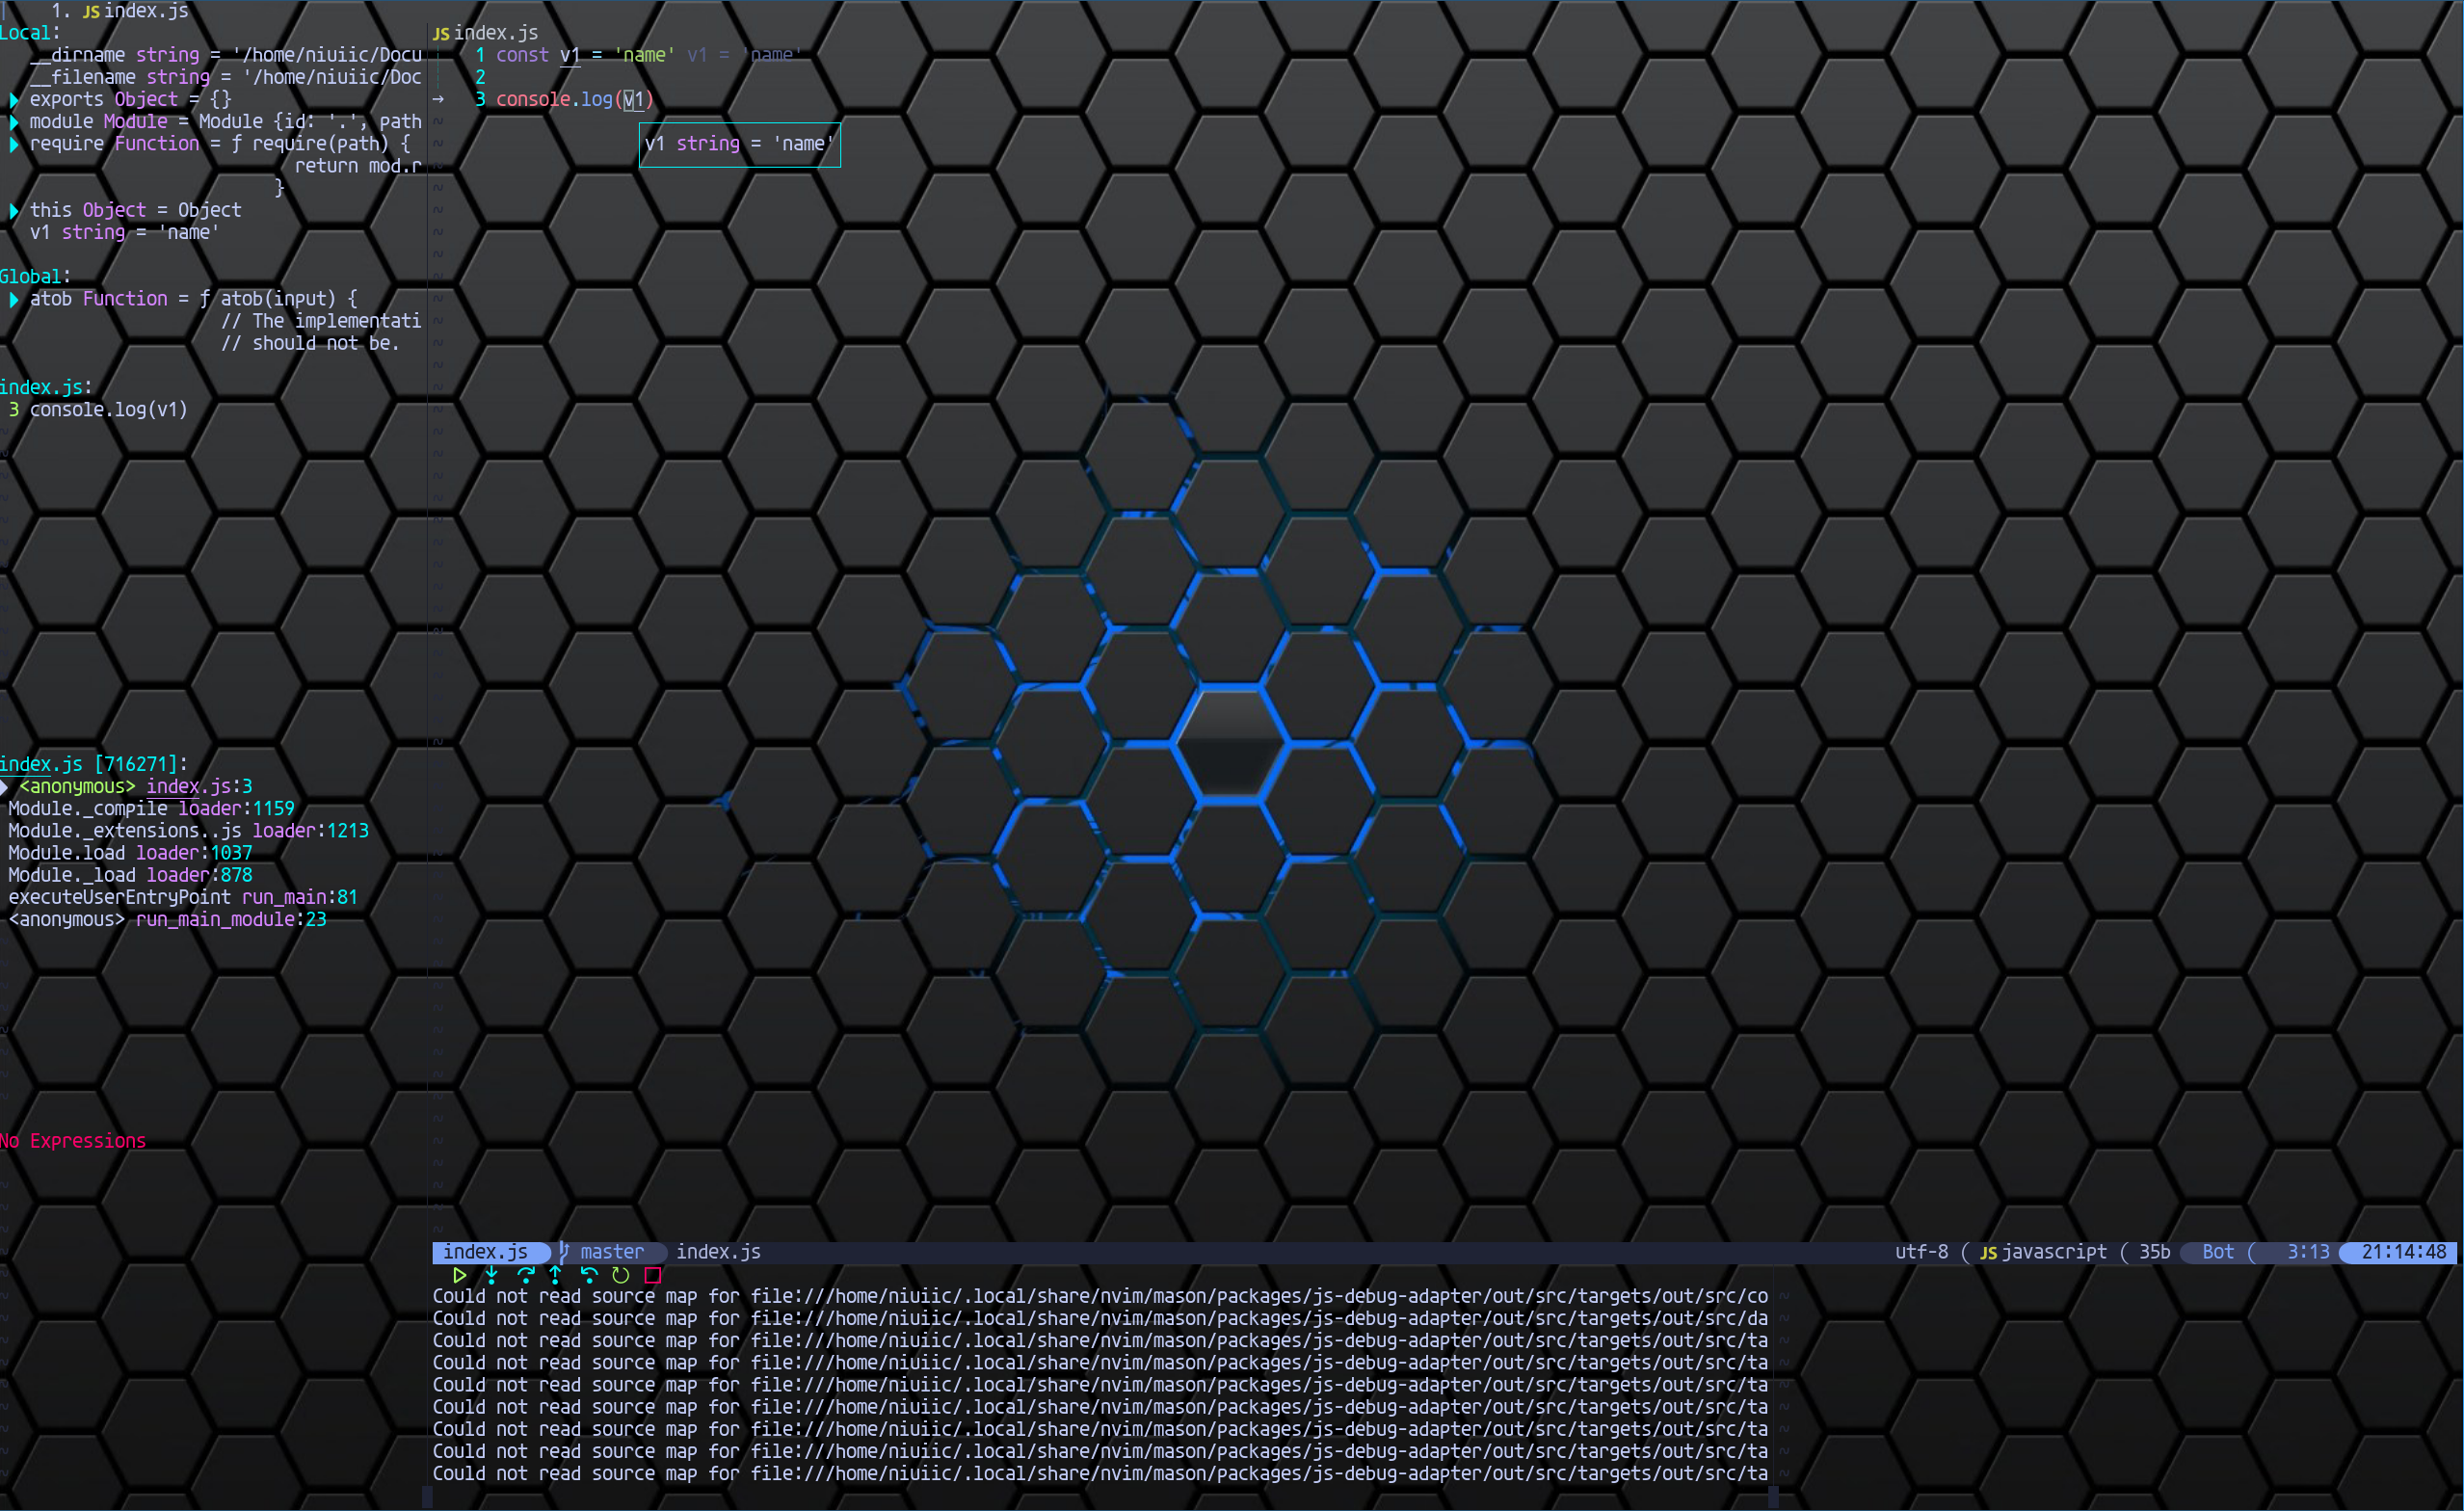 1. JS index.js
Local:
__dirname string = '/home/niuiic/Docu
__filename string = '/home/niuiic/Doc
exports Object = {}
module Module = Module {id: '.', path
require Function = ƒ require(path) {
return mod.r
}
this Object = Object
v1 string = 'name'
Global:
atob Function = ƒ atob(input) {
// The implementati
// should not be.
index.js:
3 console.log(v1)
index.js [716271]:
<anonymous> index.js:3
Module._compile loader:1159
Module._extensions..js loader:1213
Module.load loader:1037
Module._load loader:878
executeUserEntryPoint run_main:81
<anonymous> run_main_module:23
No Expressions
JS index.js
1 const v1 = 'name' v1 = 'name'
2
→ 3 console.log(v1)
v1 string = 'name'
index.js master index.js utf-8 ( JS javascript ( 35b Bot ( 3:13 21:14:48
Could not read source map for file:///home/niuiic/.local/share/nvim/mason/packages/js-debug-adapter/out/src/targets/out/src/co
Could not read source map for file:///home/niuiic/.local/share/nvim/mason/packages/js-debug-adapter/out/src/targets/out/src/da
Could not read source map for file:///home/niuiic/.local/share/nvim/mason/packages/js-debug-adapter/out/src/targets/out/src/ta
Could not read source map for file:///home/niuiic/.local/share/nvim/mason/packages/js-debug-adapter/out/src/targets/out/src/ta
Could not read source map for file:///home/niuiic/.local/share/nvim/mason/packages/js-debug-adapter/out/src/targets/out/src/ta
Could not read source map for file:///home/niuiic/.local/share/nvim/mason/packages/js-debug-adapter/out/src/targets/out/src/ta
Could not read source map for file:///home/niuiic/.local/share/nvim/mason/packages/js-debug-adapter/out/src/targets/out/src/ta
Could not read source map for file:///home/niuiic/.local/share/nvim/mason/packages/js-debug-adapter/out/src/targets/out/src/ta
Could not read source map for file:///home/niuiic/.local/share/nvim/mason/packages/js-debug-adapter/out/src/targets/out/src/ta